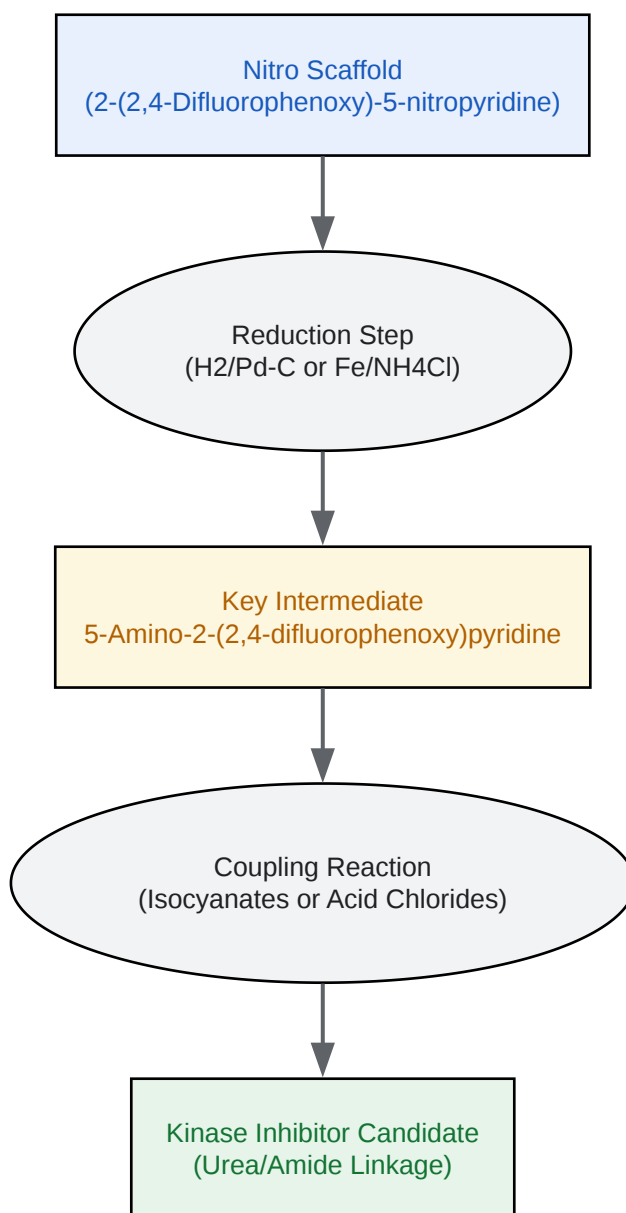 Nitro Scaffold
(2-(2,4-Difluorophenoxy)-5-nitropyridine)
Reduction Step
(H2/Pd-C or Fe/NH4Cl)
Key Intermediate
5-Amino-2-(2,4-difluorophenoxy)pyridine
Coupling Reaction
(Isocyanates or Acid Chlorides)
Kinase Inhibitor Candidate
(Urea/Amide Linkage)